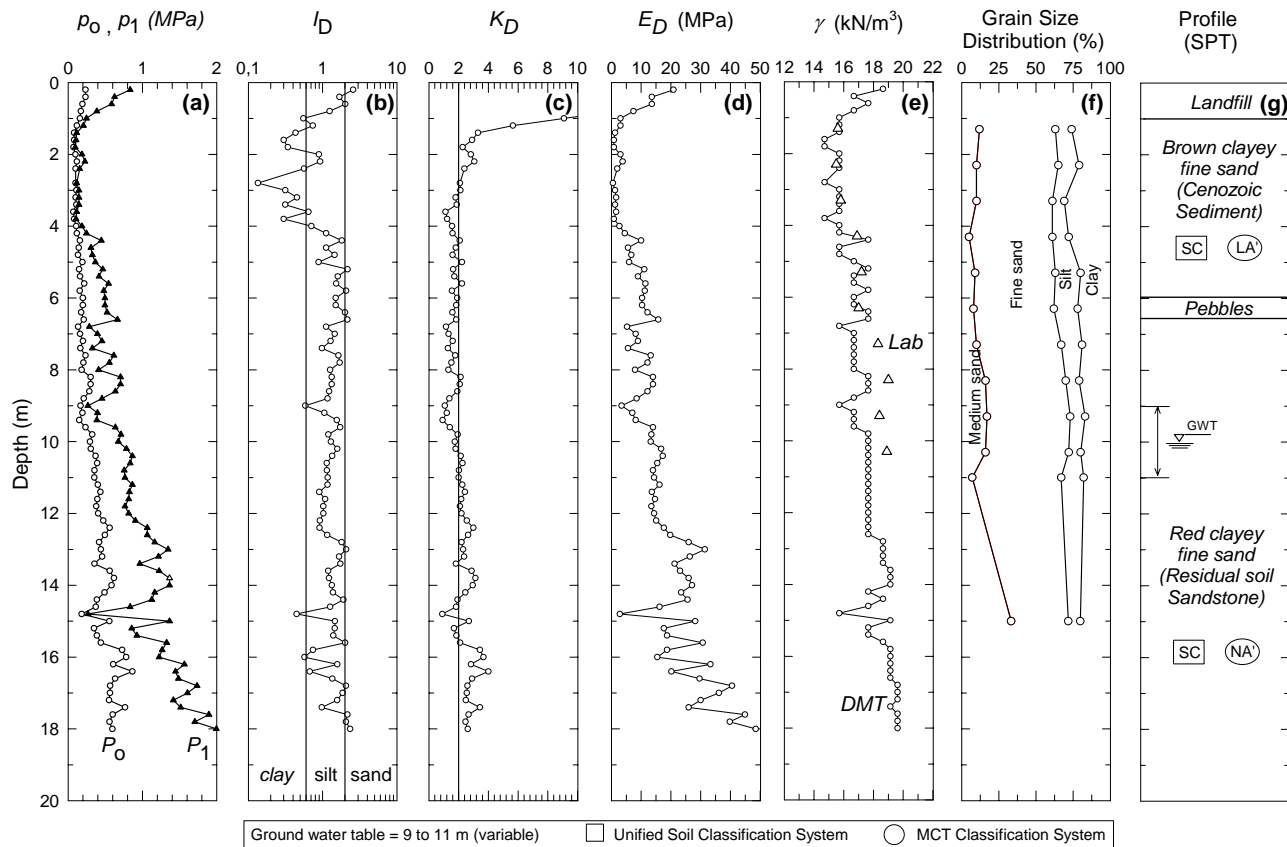 po , p1 (MPa)
ID
KD
ED (MPa)
γ (kN/m³)
Grain Size
Distribution (%)
Profile
(SPT)
0 1 2
0,1 1 10
0 2 4 6 8 10
0 10 20 30 40 50
12 14 16 18 20 22
0 25 50 75 100
(a)
(b)
(c)
(d)
(e)
(f)
(g)
0
2
4
6
8
10
12
14
16
18
20
Depth (m)
Po
P1
clay silt sand
Lab
DMT
Medium sand
Fine sand
Silt
Clay
Landfill
Brown clayey
fine sand
(Cenozoic
Sediment)
SC LA'
Pebbles
GWT
Red clayey
fine sand
(Residual soil
Sandstone)
SC NA'
Ground water table = 9 to 11 m (variable) Unified Soil Classification System MCT Classification System